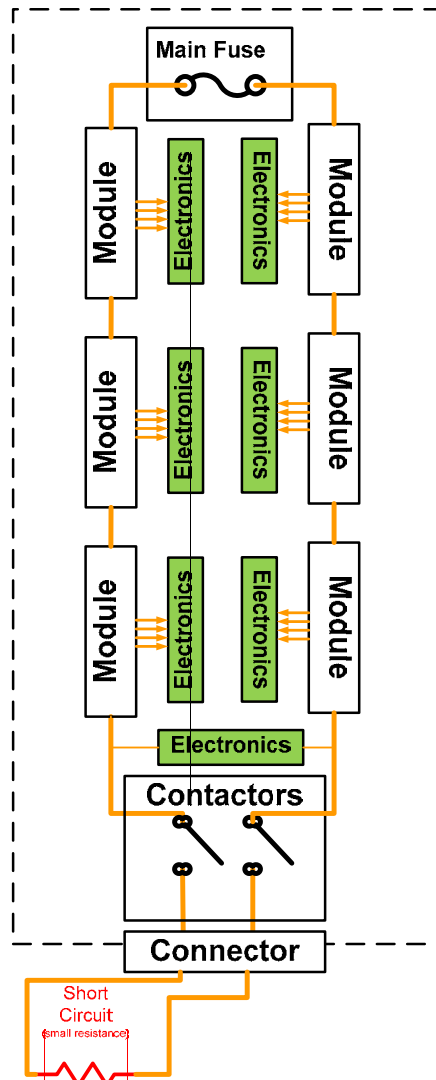 Main Fuse
Module
Electronics
Electronics
Module
Module
Electronics
Electronics
Module
Module
Electronics
Electronics
Module
Electronics
Contactors
Connector
Short
Circuit
(small resistance)